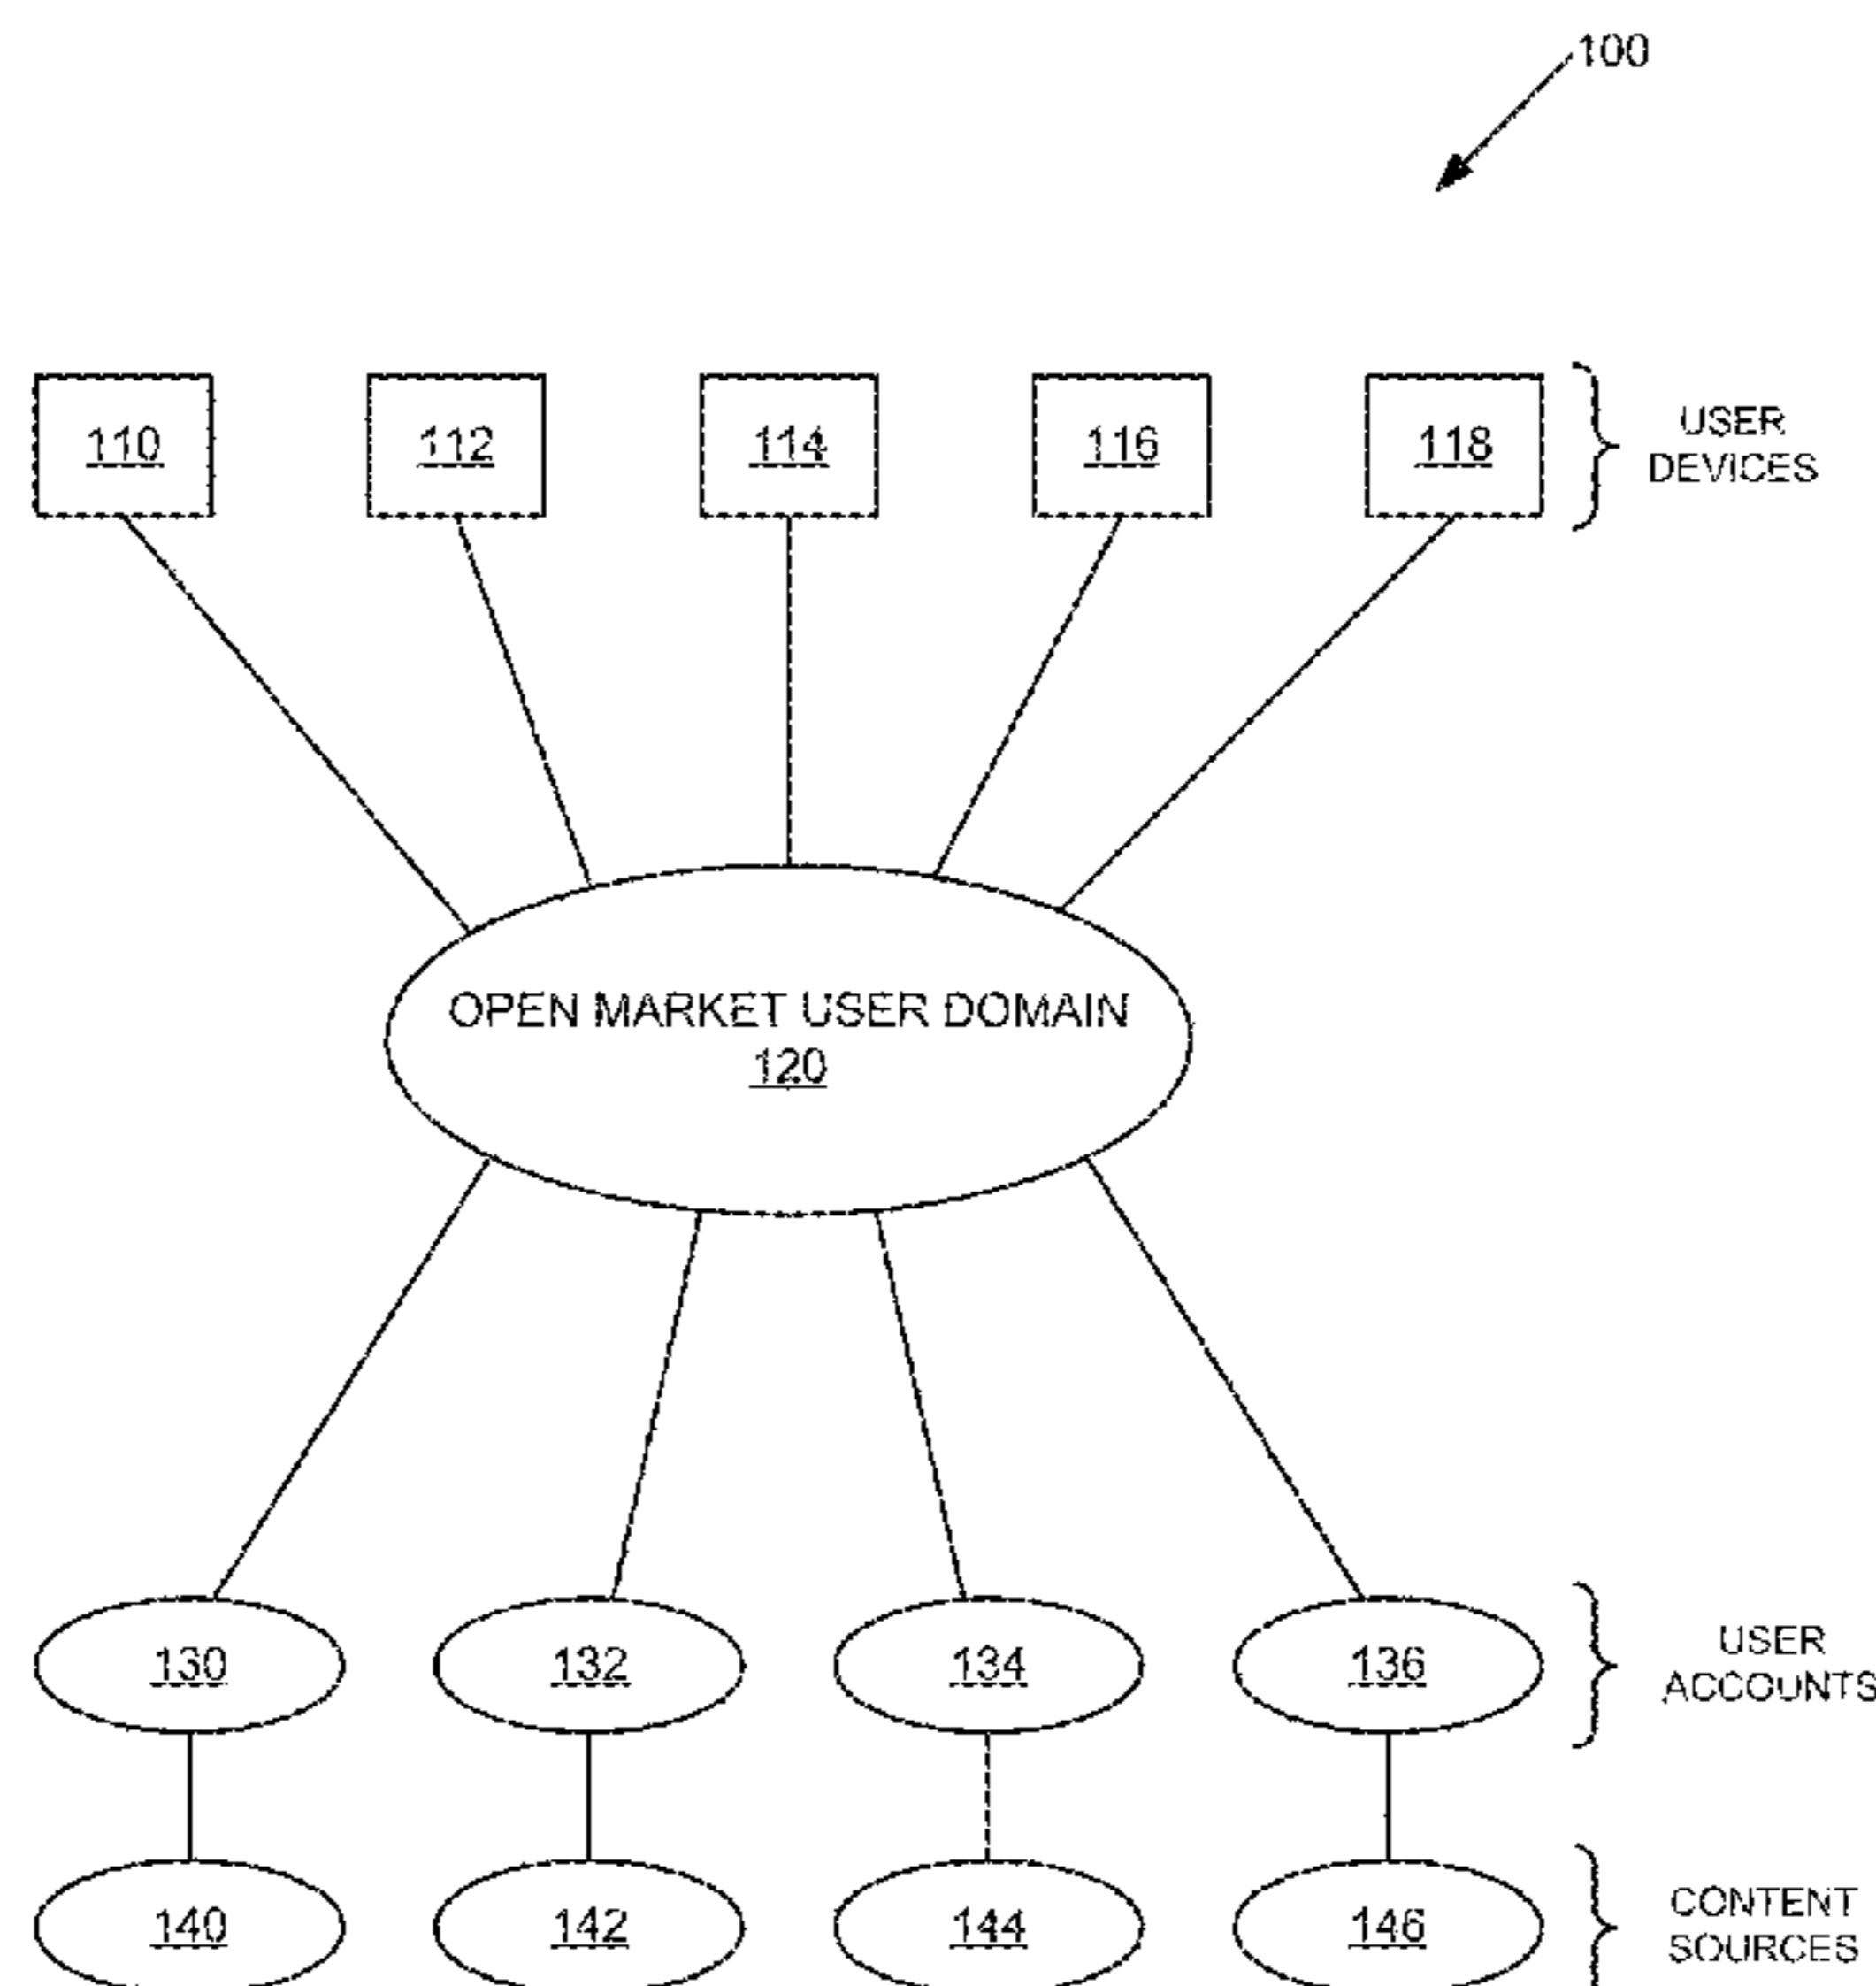 100
110 112 114 116 118
USER
DEVICES
OPEN MARKET USER DOMAIN
120
130 132 134 136
USER
ACCOUNTS
140 142 144 146
CONTENT
SOURCES